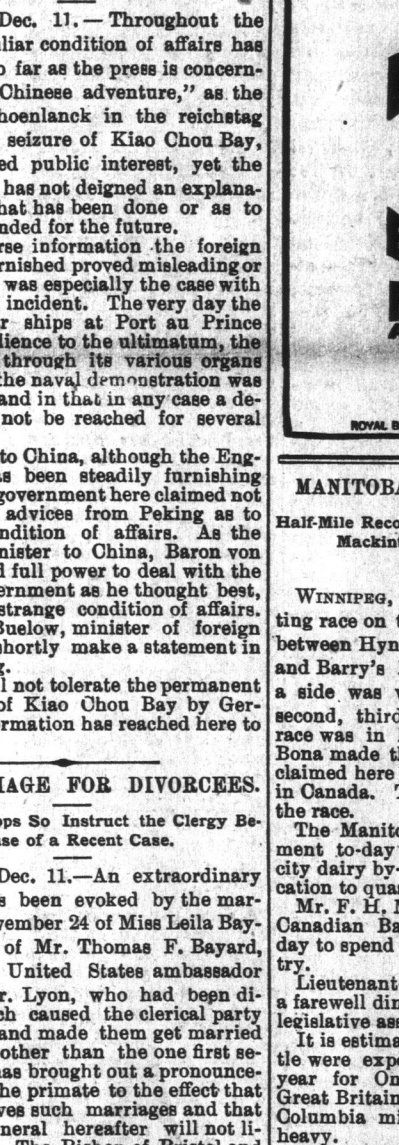 Dec. 11.—Throughout the
liar condition of affairs has
far as the press is concern-
Chinese adventure," as the
hoenlanck in the reichstag
seizure of Kiao Chou Bay,
ed public interest, yet the
has not deigned an explana-
hat has been done or as to
nded for the future.
rse information the foreign
rnished proved misleading or
was especially the case with
incident. The very day the
r ships at Port au Prince
dience to the ultimatum, the
through its various organs
the naval demonstration was
and in that in any case a de-
not be reached for several
to China, although the Eng-
s been steadily furnishing
government here claimed not
advices from Peking as to
ndition of affairs. As the
nister to China, Baron von
d full power to deal with the
ernment as he thought best,
strange condition of affairs.
Buelow, minister of foreign
shortly make a statement in
g.
l not tolerate the permanent
of Kiao Chou Bay by Ger-
ormation has reached here to
IAGE FOR DIVORCEES.
ops So Instruct the Clergy Be-
se of a Recent Case.
Dec. 11.—An extraordinary
s been evoked by the mar-
vember 24 of Miss Leila Bay-
of Mr. Thomas F. Bayard,
United States ambassador
r. Lyon, who had been di-
ch caused the clerical party
and made them get married
other than the one first se-
has brought out a pronounce-
he primate to the effect that
ves such marriages and that
neral hereafter will not li-
The Bishop of Bristol and
ROYAL B
MANITOBA
Half-Mile Reco
Mackint
WINNIPEG,
ting race on t
between Hyn
and Barry's
a side was
second, third
race was in
Bona made t
claimed here
in Canada.
the race.
The Manito
ment to-day
city dairy by-
cation to qua
Mr. F. H.
Canadian Ba
day to spend
try.
Lieutenant
a farewell din
legislative ass
It is estima
tle were expo
year for On
Great Britain
Columbia mi
heavy.